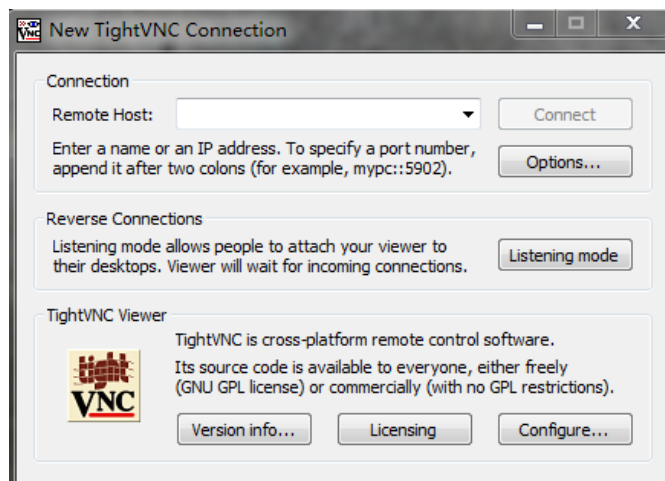 New TightVNC Connection
Connection
Remote Host:
Connect
Enter a name or an IP address. To specify a port number,
append it after two colons (for example, mypc::5902).
Options...
Reverse Connections
Listening mode allows people to attach your viewer to
their desktops. Viewer will wait for incoming connections.
Listening mode
TightVNC Viewer
TightVNC is cross-platform remote control software.
Its source code is available to everyone, either freely
(GNU GPL license) or commercially (with no GPL restrictions).
tight
VNC
Version info...
Licensing
Configure...